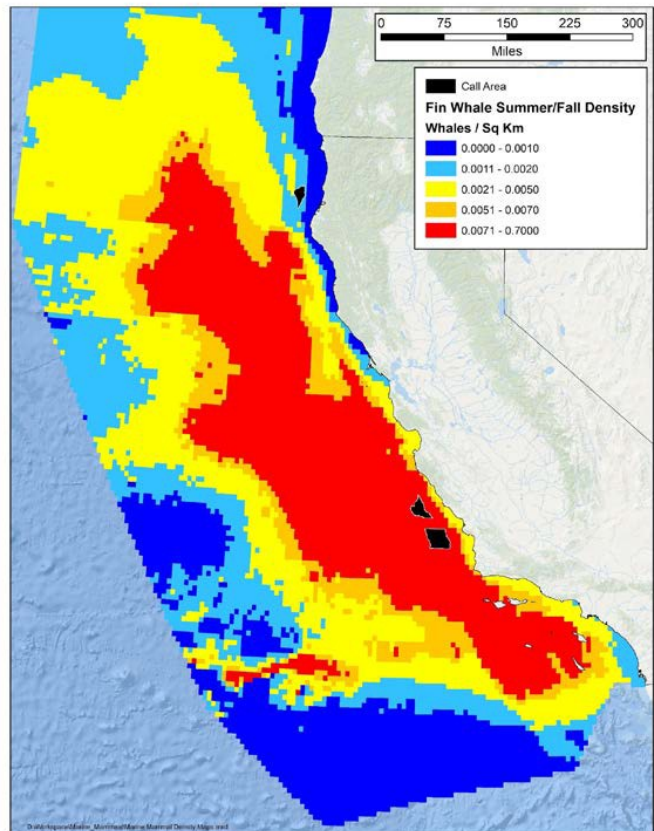 0 75 150 225 300
Miles
Call Area
Fin Whale Summer/Fall Density
Whales / Sq Km
0.0000 - 0.0010
0.0011 - 0.0020
0.0021 - 0.0050
0.0051 - 0.0070
0.0071 - 0.7000